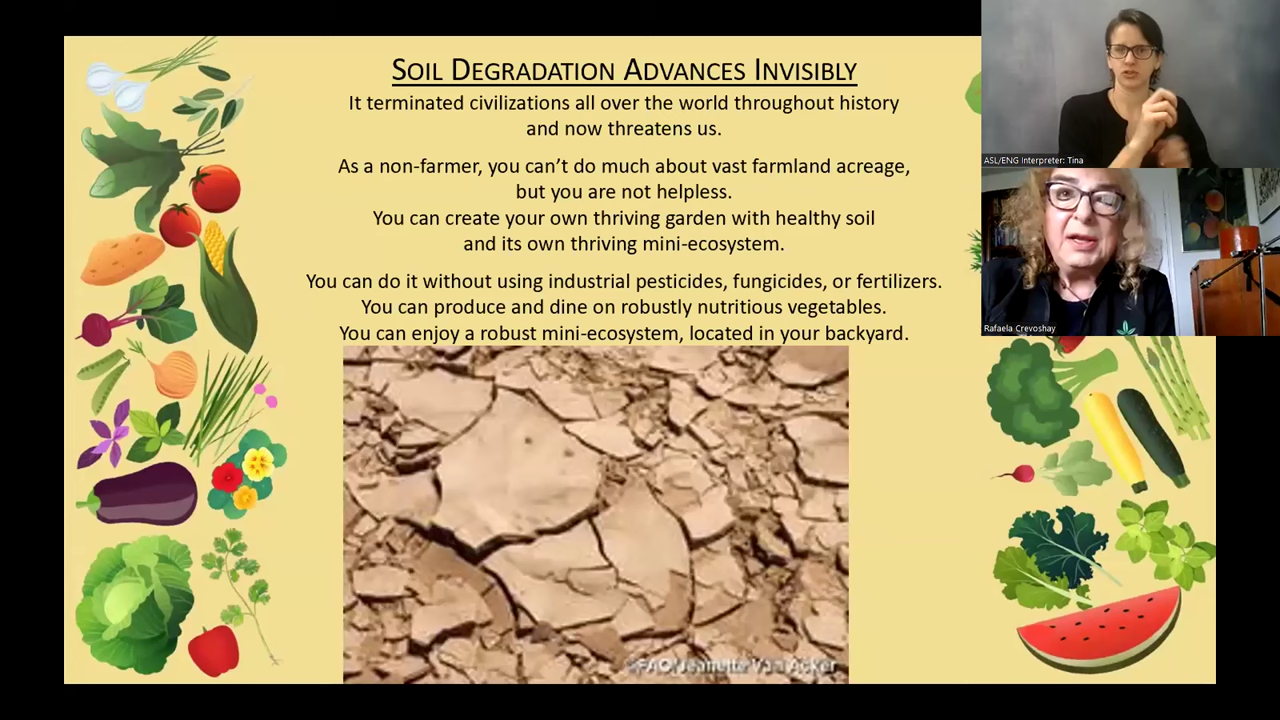 SOIL DEGRADATION ADVANCES INVISIBLY
It terminated civilizations all over the world throughout history
and now threatens us.
As a non-farmer, you can’t do much about vast farmland acreage,
but you are not helpless.
You can create your own thriving garden with healthy soil
and its own thriving mini-ecosystem.
You can do it without using industrial pesticides, fungicides, or fertilizers.
You can produce and dine on robustly nutritious vegetables.
You can enjoy a robust mini-ecosystem, located in your backyard.
©FAO/Jeanette Van Acker
ASL/ENG Interpreter: Tina
Rafaela Crevoshay